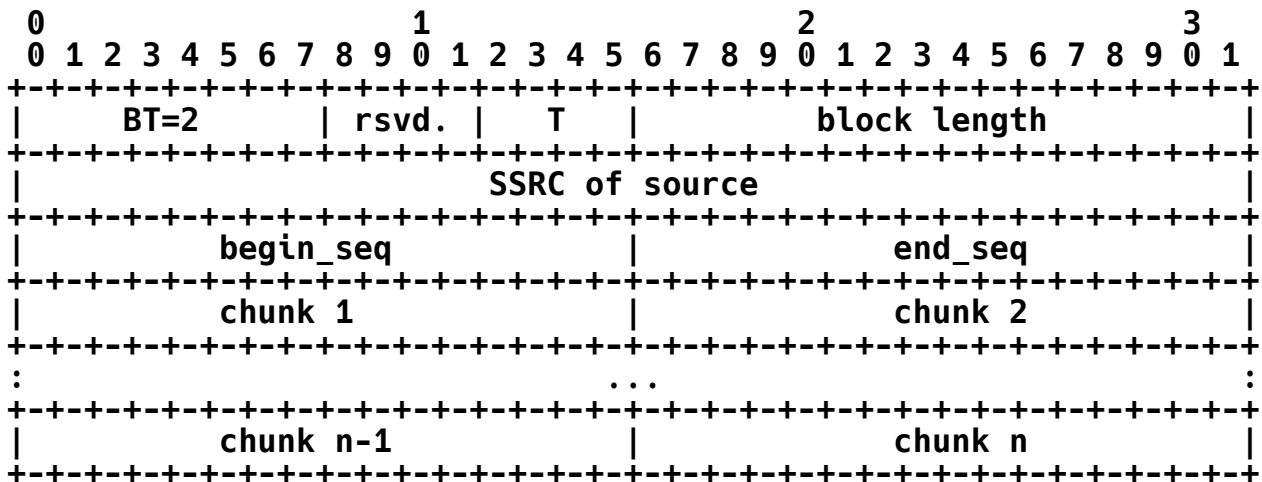 0                   1                   2                   3
 0 1 2 3 4 5 6 7 8 9 0 1 2 3 4 5 6 7 8 9 0 1 2 3 4 5 6 7 8 9 0 1
+-+-+-+-+-+-+-+-+-+-+-+-+-+-+-+-+-+-+-+-+-+-+-+-+-+-+-+-+-+-+-+-+
|     BT=2      | rsvd. |   T   |         block length          |
+-+-+-+-+-+-+-+-+-+-+-+-+-+-+-+-+-+-+-+-+-+-+-+-+-+-+-+-+-+-+-+-+
|                        SSRC of source                         |
+-+-+-+-+-+-+-+-+-+-+-+-+-+-+-+-+-+-+-+-+-+-+-+-+-+-+-+-+-+-+-+-+
|          begin_seq            |             end_seq           |
+-+-+-+-+-+-+-+-+-+-+-+-+-+-+-+-+-+-+-+-+-+-+-+-+-+-+-+-+-+-+-+-+
|          chunk 1              |             chunk 2           |
+-+-+-+-+-+-+-+-+-+-+-+-+-+-+-+-+-+-+-+-+-+-+-+-+-+-+-+-+-+-+-+-+
:                              ...                              :
+-+-+-+-+-+-+-+-+-+-+-+-+-+-+-+-+-+-+-+-+-+-+-+-+-+-+-+-+-+-+-+-+
|          chunk n-1            |             chunk n           |
+-+-+-+-+-+-+-+-+-+-+-+-+-+-+-+-+-+-+-+-+-+-+-+-+-+-+-+-+-+-+-+-+